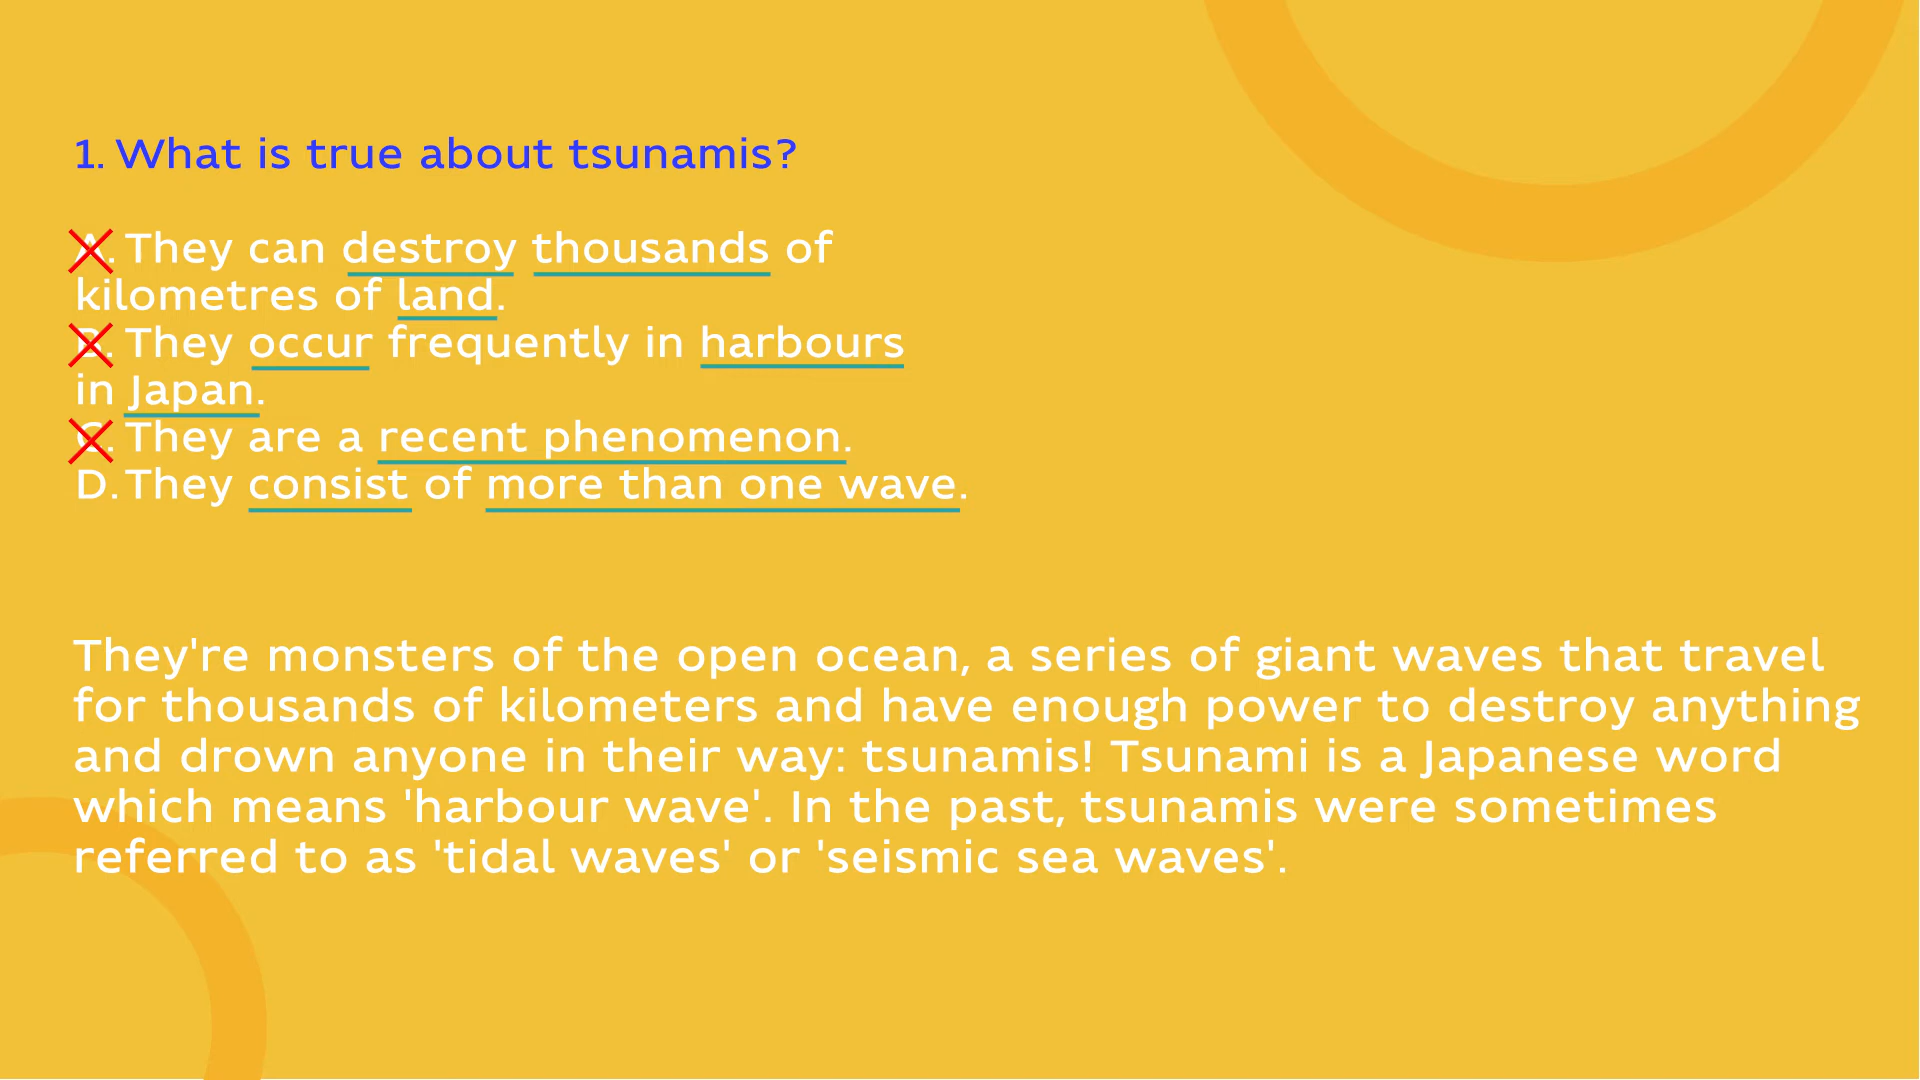 1. What is true about tsunamis?
A. They can destroy thousands of
kilometres of land.
B. They occur frequently in harbours
in Japan.
C. They are a recent phenomenon.
D. They consist of more than one wave.
They're monsters of the open ocean, a series of giant waves that travel
for thousands of kilometers and have enough power to destroy anything
and drown anyone in their way: tsunamis! Tsunami is a Japanese word
which means 'harbour wave'. In the past, tsunamis were sometimes
referred to as 'tidal waves' or 'seismic sea waves'.